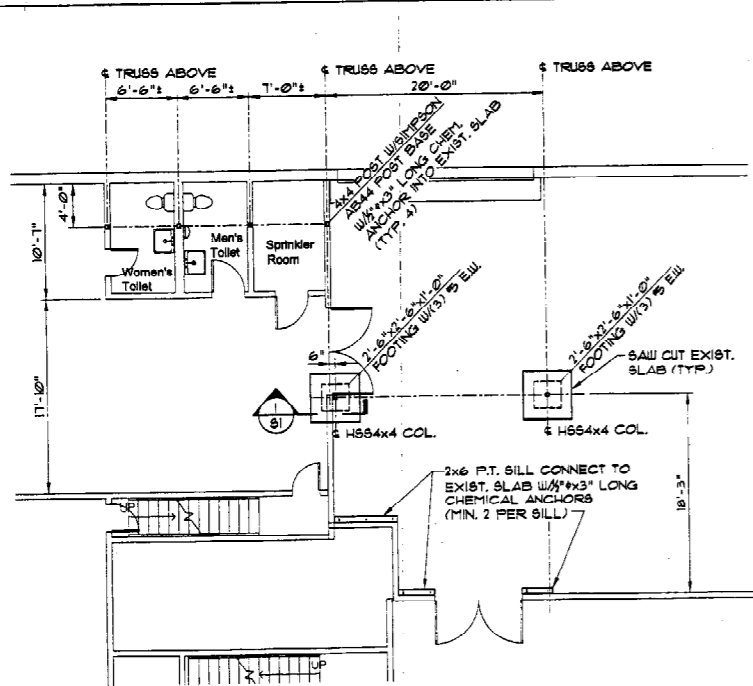 ℄ TRUSS ABOVE
℄ TRUSS ABOVE
℄ TRUSS ABOVE
6'-6"±
6'-6"±
7'-0"±
20'-0"
4x4 POST W/SIMPSON
AB44 POST BASE
W/½"φx3" LONG CHEM.
ANCHOR INTO EXIST. SLAB
(TYP. 4)
4'-0"
10'-7"
Women's
Toilet
Men's
Toilet
Sprinkler
Room
6"
2'-6"x2'-6"x1'-0"
FOOTING W/(3) #5 E.W.
2'-6"x2'-6"x1'-0"
FOOTING W/(3) #5 E.W.
SAW CUT EXIST.
SLAB (TYP.)
17'-10"
1
S1
℄ HSS4x4 COL.
℄ HSS4x4 COL.
2x6 P.T. SILL CONNECT TO
EXIST. SLAB W/½"φx3" LONG
CHEMICAL ANCHORS
(MIN. 2 PER SILL)
18'-3"
UP
UP